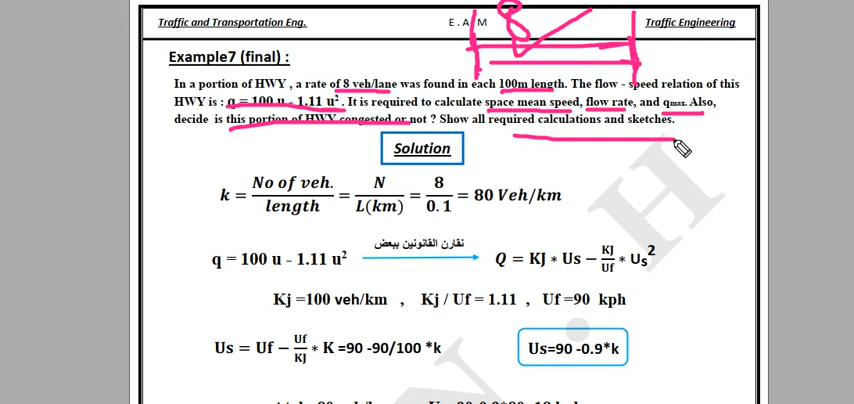 Traffic and Transportation Eng. E . A M Traffic Engineering
Example7 (final) :
In a portion of HWY , a rate of 8 veh/lane was found in each 100m length. The flow - speed relation of this
HWY is : q = 100 u - 1.11 u². It is required to calculate space mean speed, flow rate, and qmax. Also,
decide is this portion of HWY congested or not ? Show all required calculations and sketches.
Solution
k = No of veh. / length = N / L(km) = 8 / 0.1 = 80 Veh/km
q = 100 u - 1.11 u² نقارن القانونين ببعض Q = KJ * Us − KJ/Uf * Us²
Kj =100 veh/km , Kj / Uf = 1.11 , Uf =90 kph
Us = Uf − Uf/KJ * K =90 -90/100 *k Us=90 -0.9*k